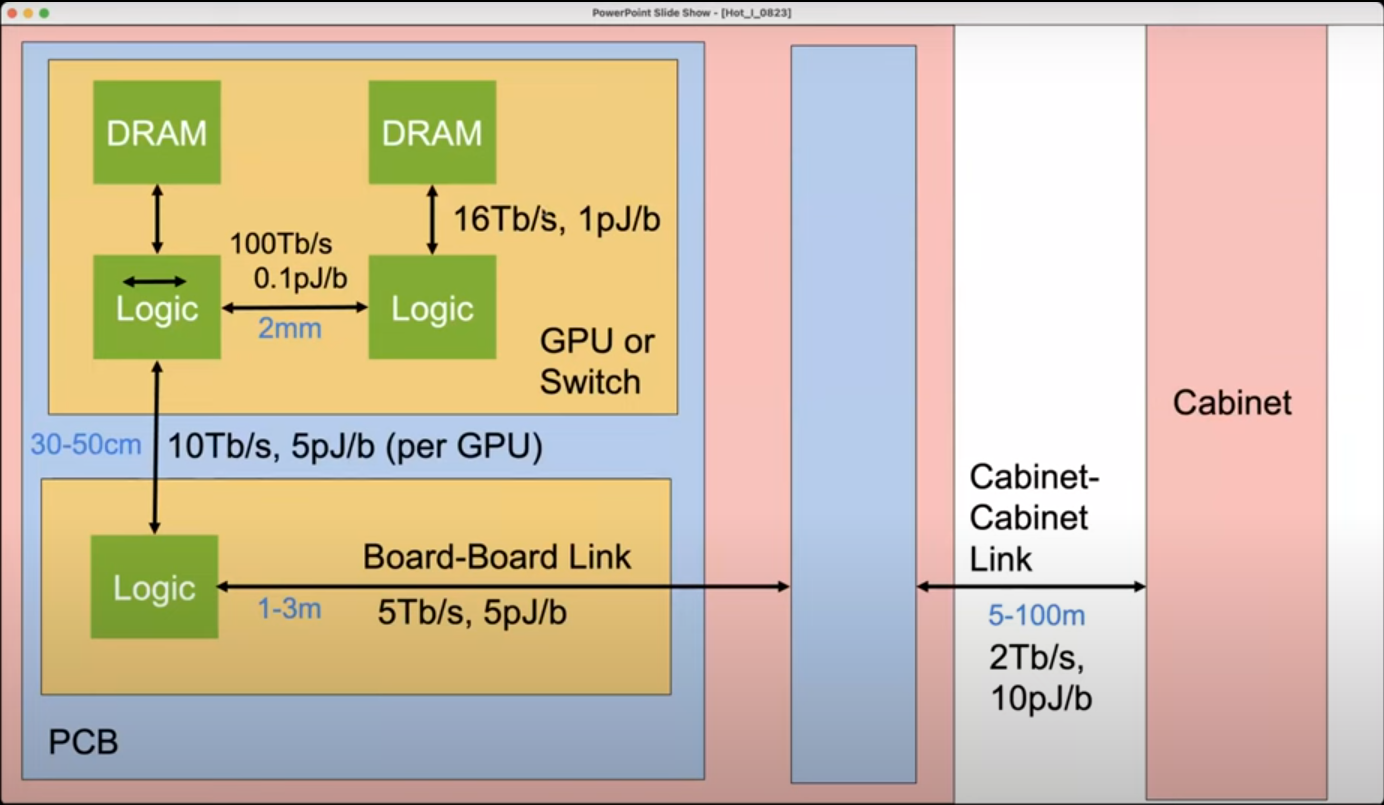 PowerPoint Slide Show - [Hot_I_0823]
DRAM
DRAM
16Tb/s, 1pJ/b
100Tb/s
0.1pJ/b
Logic
2mm
Logic
GPU or
Switch
30-50cm
10Tb/s, 5pJ/b (per GPU)
Logic
Board-Board Link
1-3m
5Tb/s, 5pJ/b
PCB
Cabinet-
Cabinet
Link
5-100m
2Tb/s,
10pJ/b
Cabinet